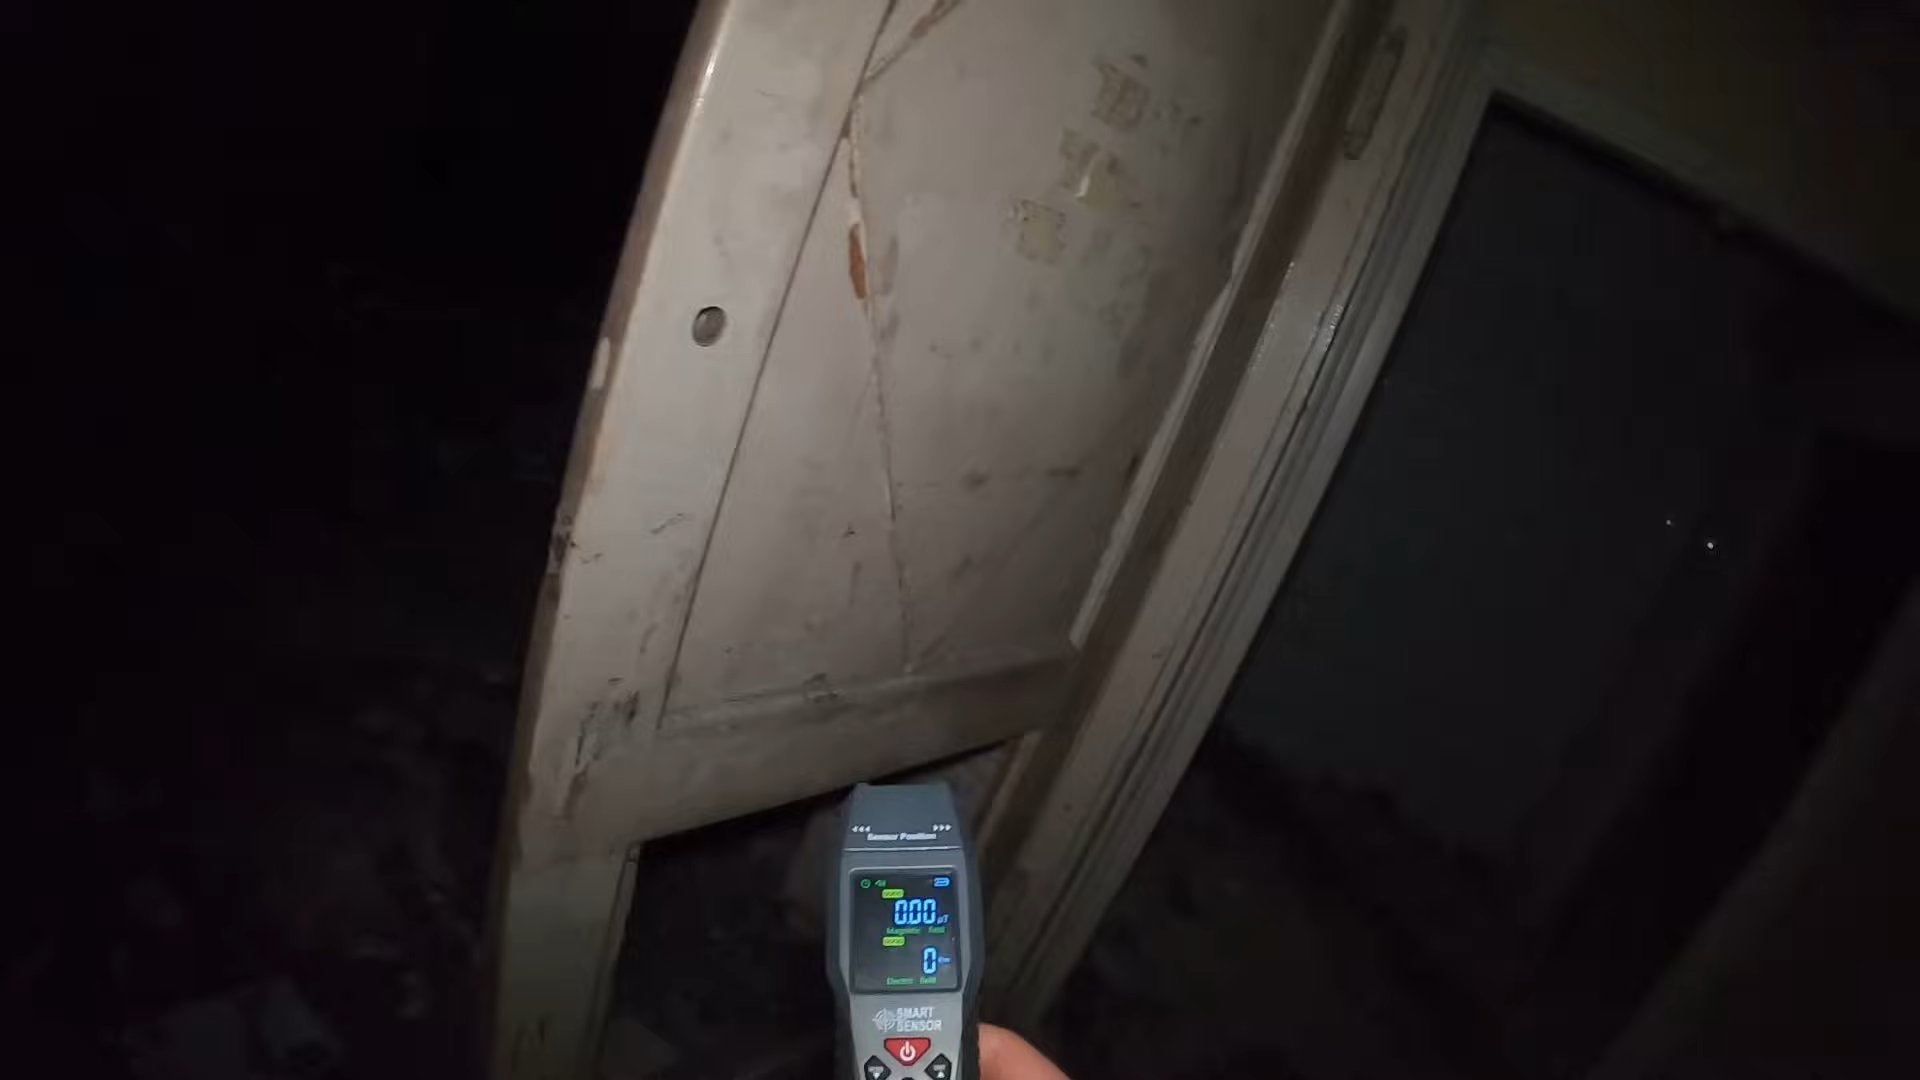 Sensor Position
0.00 μT
Magnetic field
0
Electric field
SMART
SENSOR